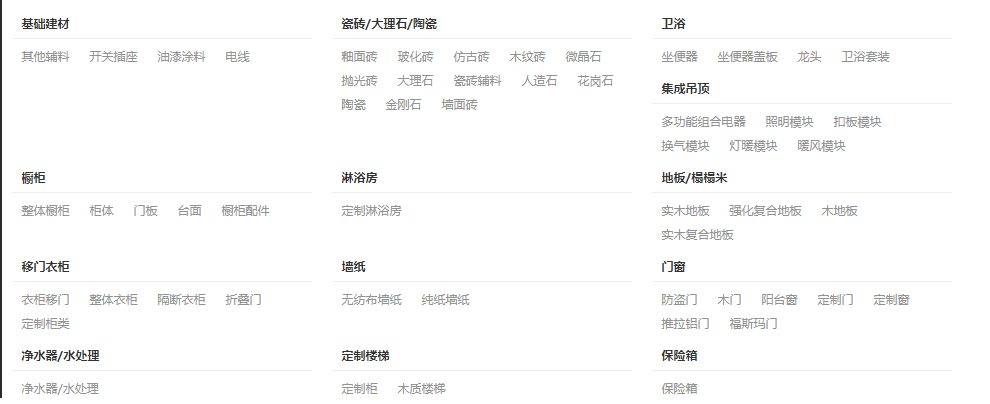 基础建材
其他辅料 开关插座 油漆涂料 电线
瓷砖/大理石/陶瓷
釉面砖 玻化砖 仿古砖 木纹砖 微晶石
抛光砖 大理石 瓷砖辅料 人造石 花岗石
陶瓷 金刚石 墙面砖
卫浴
坐便器 坐便器盖板 龙头 卫浴套装
集成吊顶
多功能组合电器 照明模块 扣板模块
换气模块 灯暖模块 暖风模块
橱柜
整体橱柜 柜体 门板 台面 橱柜配件
淋浴房
定制淋浴房
地板/榻榻米
实木地板 强化复合地板 木地板
实木复合地板
移门衣柜
衣柜移门 整体衣柜 隔断衣柜 折叠门
定制柜类
墙纸
无纺布墙纸 纯纸墙纸
门窗
防盗门 木门 阳台窗 定制门 定制窗
推拉铝门 福斯玛门
净水器/水处理
净水器/水处理
定制楼梯
定制柜 木质楼梯
保险箱
保险箱